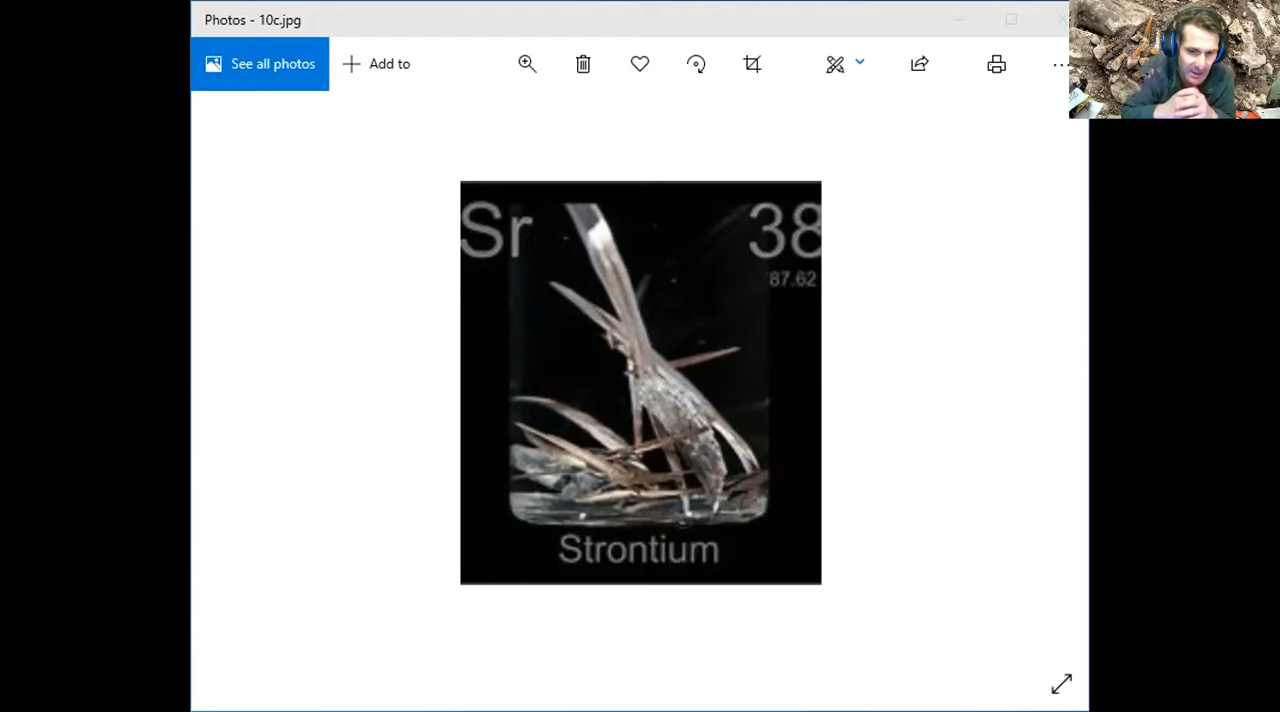 Photos - 10c.jpg
See all photos
Add to
Sr
38
87.62
Strontium